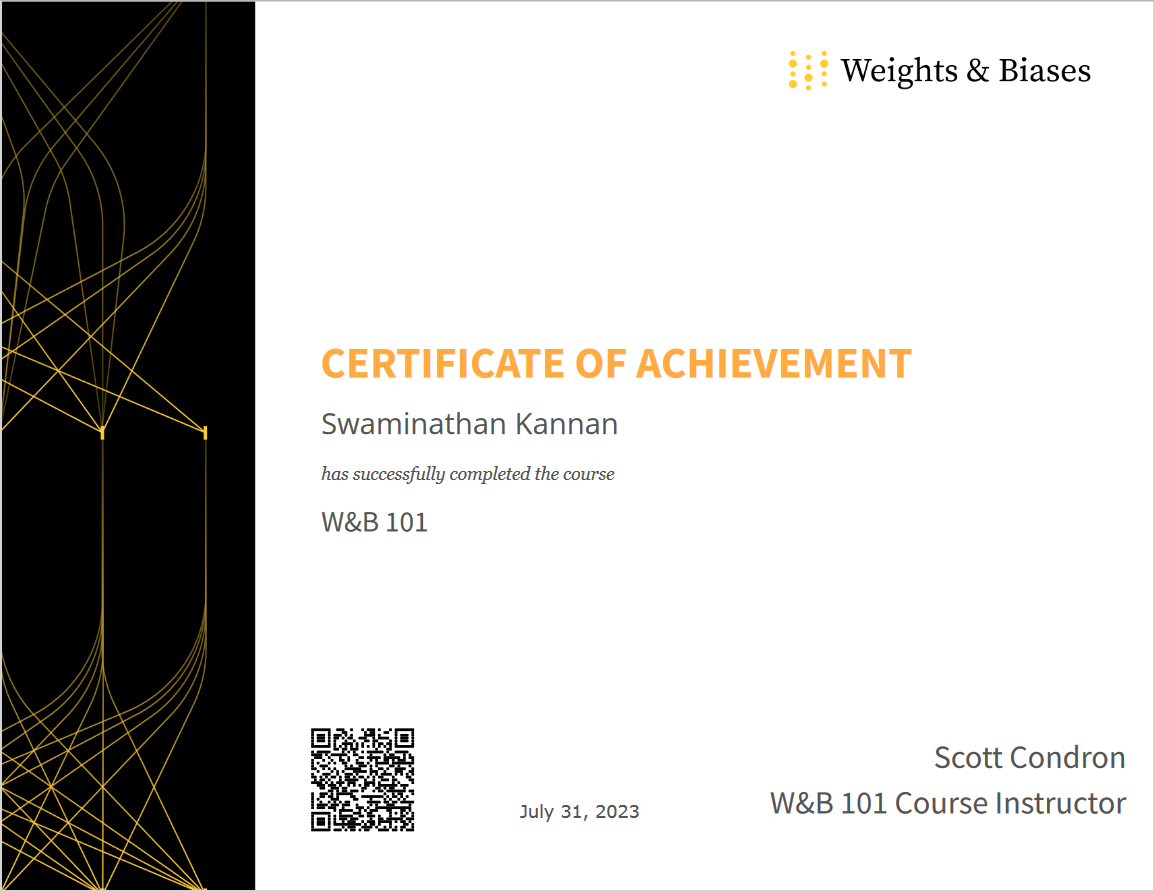 Weights & Biases
CERTIFICATE OF ACHIEVEMENT
Swaminathan Kannan
has successfully completed the course
W&B 101
Scott Condron
July 31, 2023
W&B 101 Course Instructor